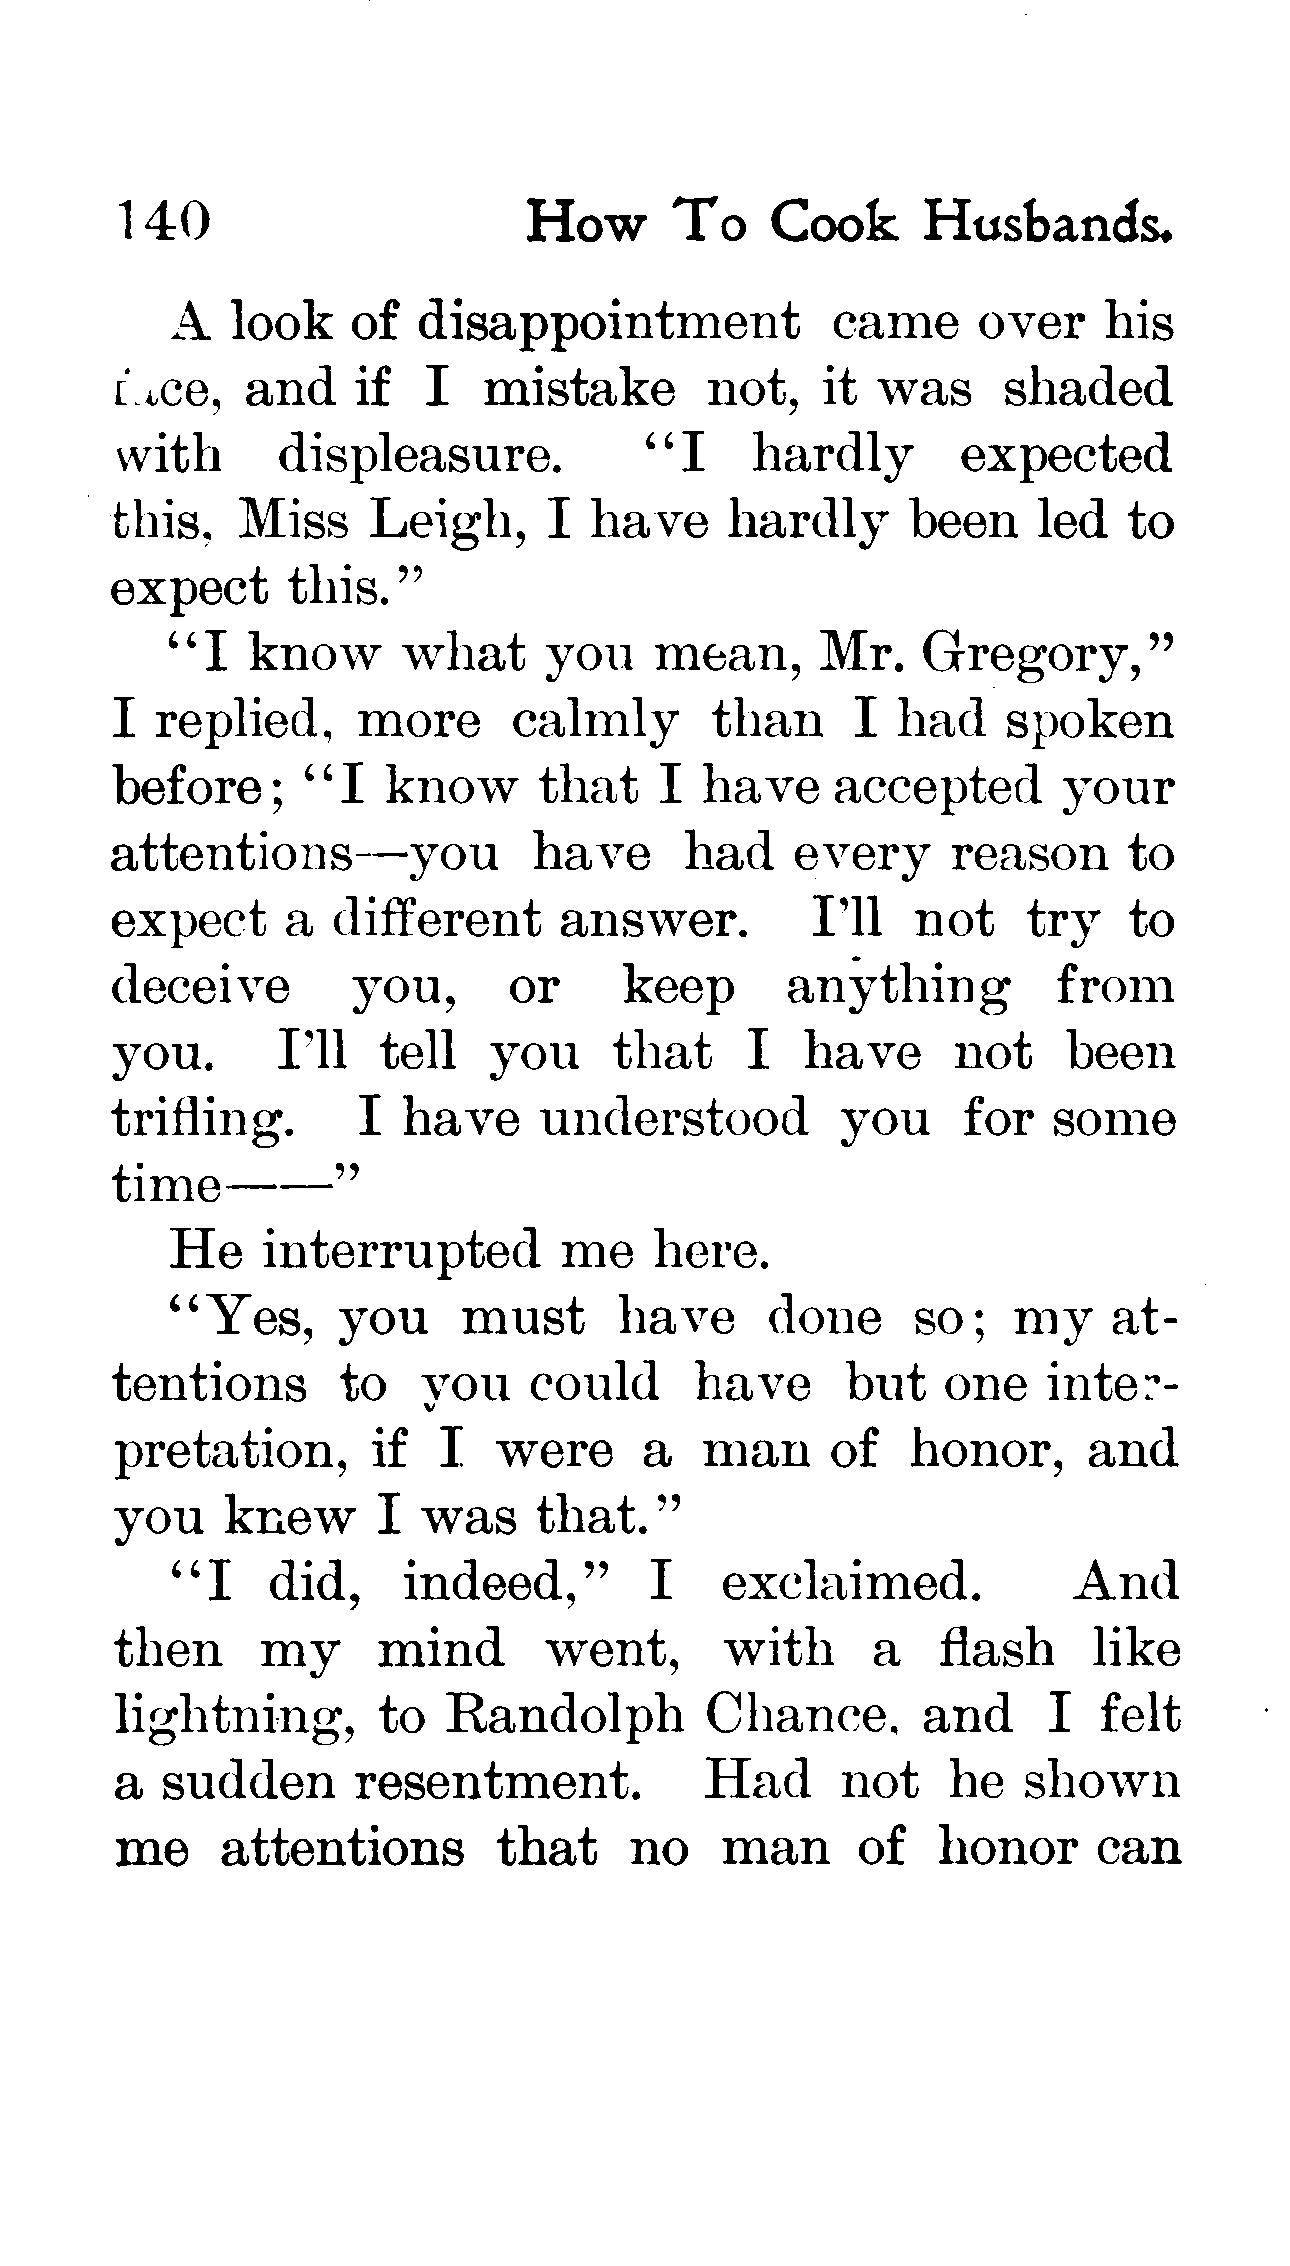 140 How To Cook Husbands.
A look of disappointment came over his
face, and if I mistake not, it was shaded
with displeasure. “I hardly expected
this, Miss Leigh, I have hardly been led to
expect this.”
“I know what you mean, Mr. Gregory,”
I replied, more calmly than I had spoken
before; “I know that I have accepted your
attentions—you have had every reason to
expect a different answer. I’ll not try to
deceive you, or keep anything from
you. I’ll tell you that I have not been
trifling. I have understood you for some
time——”
He interrupted me here.
“Yes, you must have done so; my at-
tentions to you could have but one inter-
pretation, if I were a man of honor, and
you knew I was that.”
“I did, indeed,” I exclaimed. And
then my mind went, with a flash like
lightning, to Randolph Chance, and I felt
a sudden resentment. Had not he shown
me attentions that no man of honor can